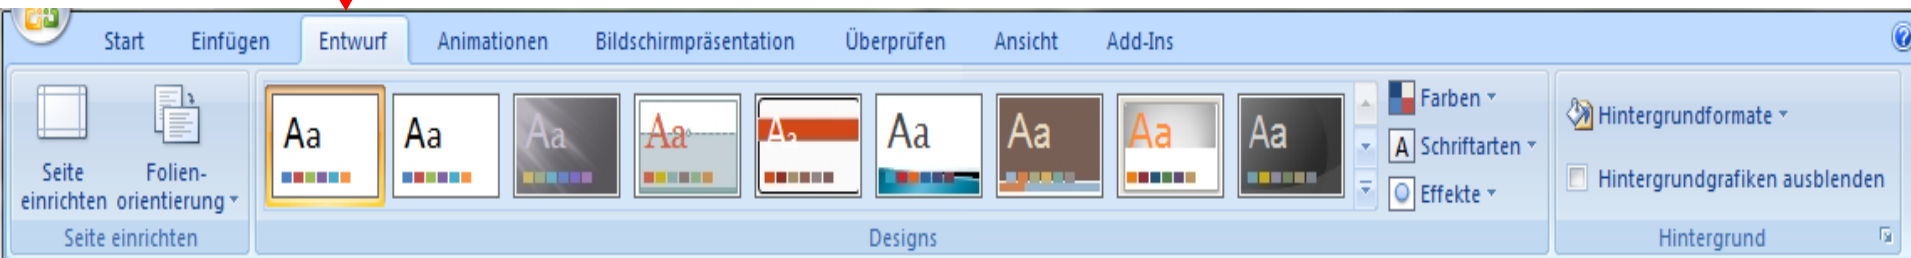 Start Einfügen Entwurf Animationen Bildschirmpräsentation Überprüfen Ansicht Add-Ins
Seite einrichten
Folien-
orientierung
Aa Aa Aa Aa Aa Aa Aa Aa Aa
Farben
A Schriftarten
Effekte
Hintergrundformate
Hintergrundgrafiken ausblenden
Seite einrichten
Designs
Hintergrund